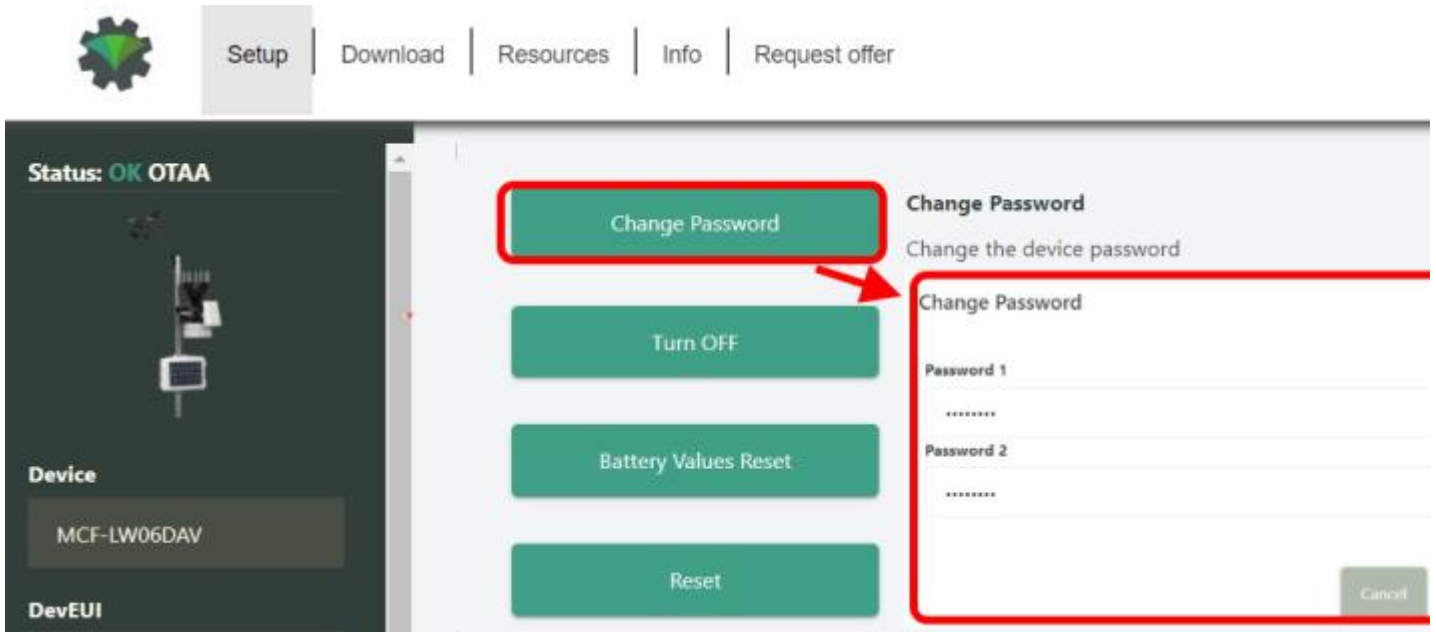 Setup Download Resources Info Request offer
Status: OK OTAA
Device
MCF-LW06DAV
DevEUI
Change Password
Turn OFF
Battery Values Reset
Reset
Change Password
Change the device password
Change Password
Password 1
••••••••
Password 2
••••••••
Cancel